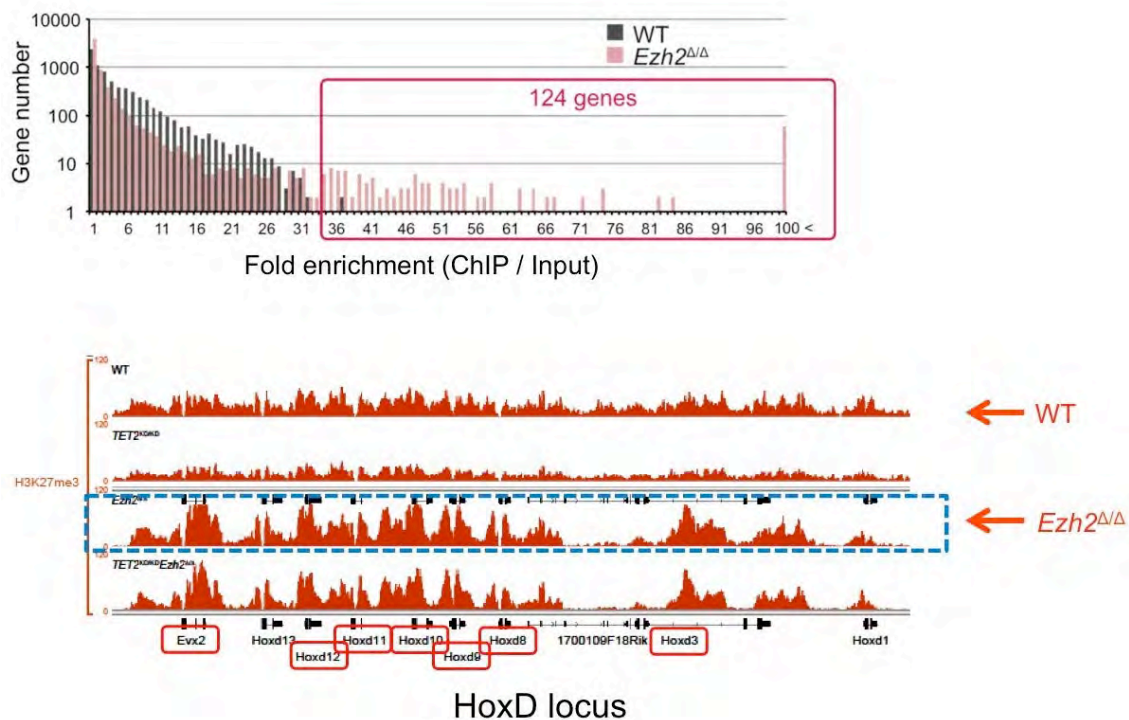 10000
1000
100
10
1
Gene number
WT
Ezh2Δ/Δ
124 genes
1 6 11 16 21 26 31 36 41 46 51 56 61 66 71 76 81 86 91 96 100 <
Fold enrichment (ChIP / Input)
120
WT
0
120
TET2KD/KD
0
H3K27me3
120
Ezh2Δ/Δ
0
120
TET2KD/KDEzh2Δ/Δ
0
WT
Ezh2Δ/Δ
Evx2 Hoxd13 Hoxd11 Hoxd10 Hoxd8 1700109F18Rik Hoxd3 Hoxd1
Hoxd12 Hoxd9
HoxD locus